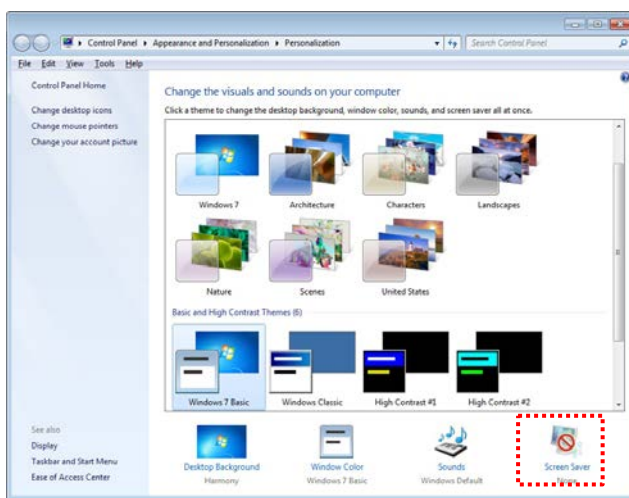 Control Panel ▸ Appearance and Personalization ▸ Personalization
Search Control Panel
File Edit View Tools Help
Control Panel Home
Change desktop icons
Change mouse pointers
Change your account picture
Change the visuals and sounds on your computer
Click a theme to change the desktop background, window color, sounds, and screen saver all at once.
Windows 7
Architecture
Characters
Landscapes
Nature
Scenes
United States
Basic and High Contrast Themes (6)
Windows 7 Basic
Windows Classic
High Contrast #1
High Contrast #2
See also
Display
Taskbar and Start Menu
Ease of Access Center
Desktop Background
Harmony
Window Color
Windows 7 Basic
Sounds
Windows Default
Screen Saver
None